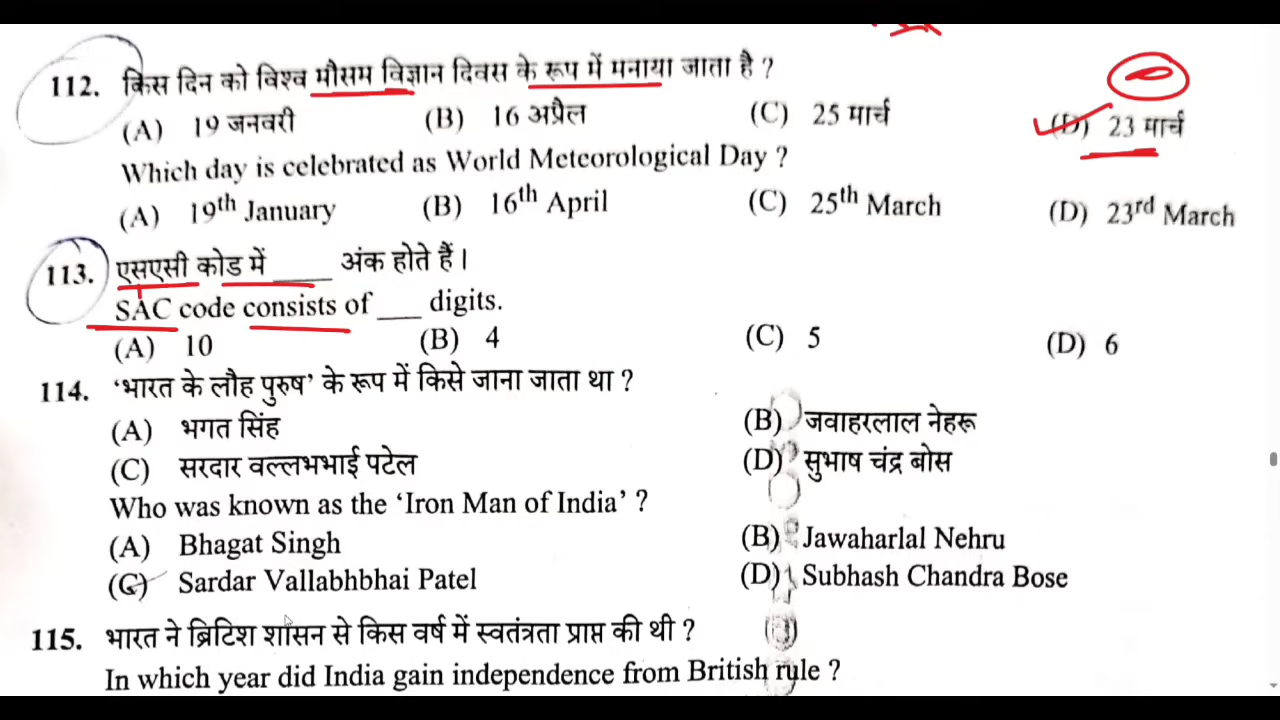 112. किस दिन को विश्व मौसम विज्ञान दिवस के रूप में मनाया जाता है ?
(A) 19 जनवरी (B) 16 अप्रैल (C) 25 मार्च (D) 23 मार्च
Which day is celebrated as World Meteorological Day ?
(A) 19th January (B) 16th April (C) 25th March (D) 23rd March
113. एसएसी कोड में ____ अंक होते हैं।
SAC code consists of ___ digits.
(A) 10 (B) 4 (C) 5 (D) 6
114. ‘भारत के लौह पुरुष’ के रूप में किसे जाना जाता था ?
(A) भगत सिंह (B) जवाहरलाल नेहरू
(C) सरदार वल्लभभाई पटेल (D) सुभाष चंद्र बोस
Who was known as the ‘Iron Man of India’ ?
(A) Bhagat Singh (B) Jawaharlal Nehru
(C) Sardar Vallabhbhai Patel (D) Subhash Chandra Bose
115. भारत ने ब्रिटिश शासन से किस वर्ष में स्वतंत्रता प्राप्त की थी ?
In which year did India gain independence from British rule ?